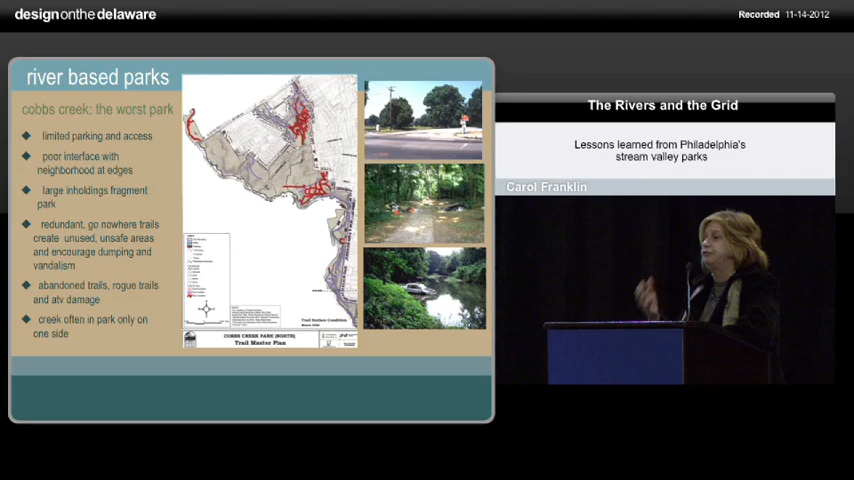 designonthedelaware
Recorded 11-14-2012
river based parks
cobbs creek: the worst park
limited parking and access
poor interface with
neighborhood at edges
large inholdings fragment
park
redundant, go nowhere trails
create unused, unsafe areas
and encourage dumping and
vandalism
abandoned trails, rogue trails
and atv damage
creek often in park only on
one side
COBBS CREEK PARK (NORTH)
Trail Master Plan
Trail Surface Condition
The Rivers and the Grid
Lessons learned from Philadelphia's
stream valley parks
Carol Franklin